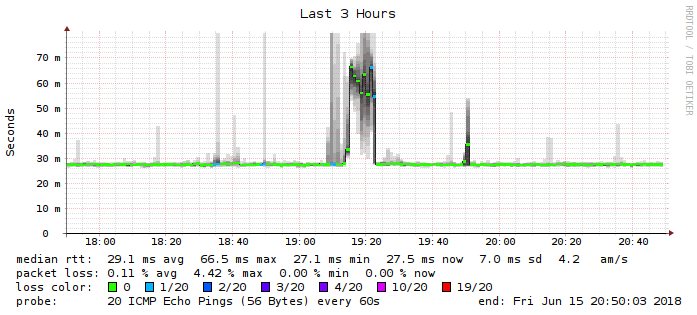 Last 3 Hours
RRDTOOL / TOBI OETIKER
Seconds
70 m
60 m
50 m
40 m
30 m
20 m
10 m
0
18:00 18:20 18:40 19:00 19:20 19:40 20:00 20:20 20:40
median rtt: 29.1 ms avg 66.5 ms max 27.1 ms min 27.5 ms now 7.0 ms sd 4.2 am/s
packet loss: 0.11 % avg 4.42 % max 0.00 % min 0.00 % now
loss color: 0 1/20 2/20 3/20 4/20 10/20 19/20
probe: 20 ICMP Echo Pings (56 Bytes) every 60s end: Fri Jun 15 20:50:03 2018